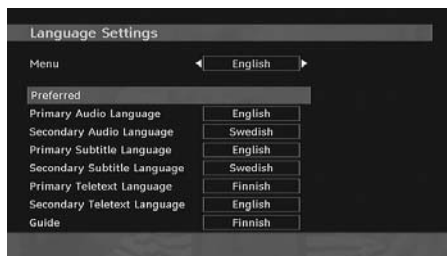 Language Settings
Menu English
Preferred
Primary Audio Language English
Secondary Audio Language Swedish
Primary Subtitle Language English
Secondary Subtitle Language Swedish
Primary Teletext Language Finnish
Secondary Teletext Language English
Guide Finnish